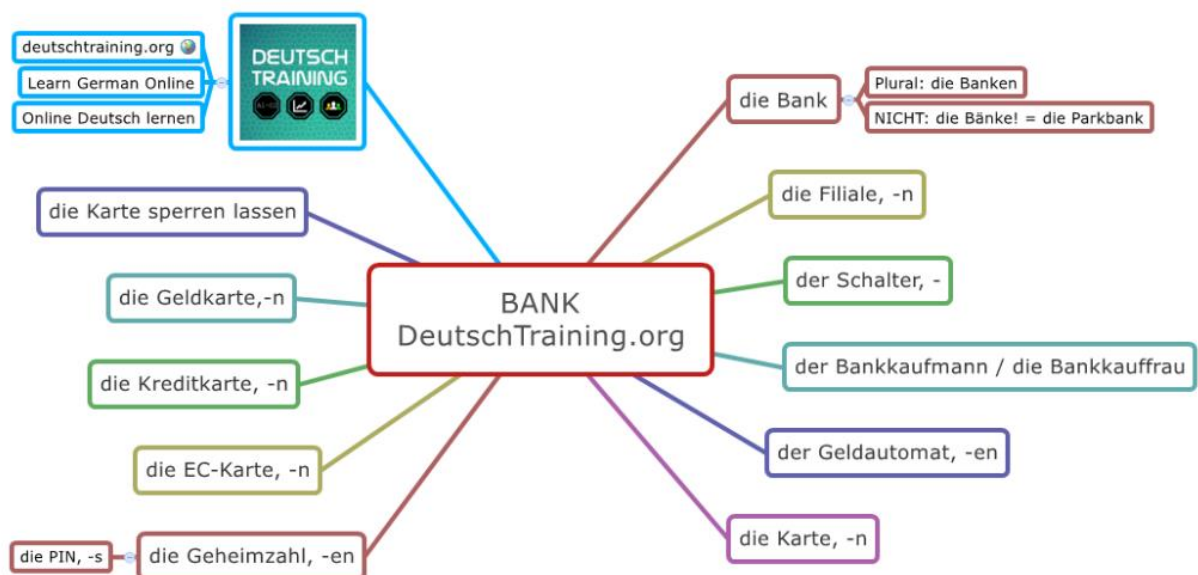 deutschtraining.org
Learn German Online
Online Deutsch lernen
DEUTSCH
TRAINING
die Bank
Plural: die Banken
NICHT: die Bänke! = die Parkbank
die Filiale, -n
der Schalter, -
der Bankkaufmann / die Bankkauffrau
der Geldautomat, -en
die Karte, -n
BANK
DeutschTraining.org
die Karte sperren lassen
die Geldkarte,-n
die Kreditkarte, -n
die EC-Karte, -n
die Geheimzahl, -en
die PIN, -s